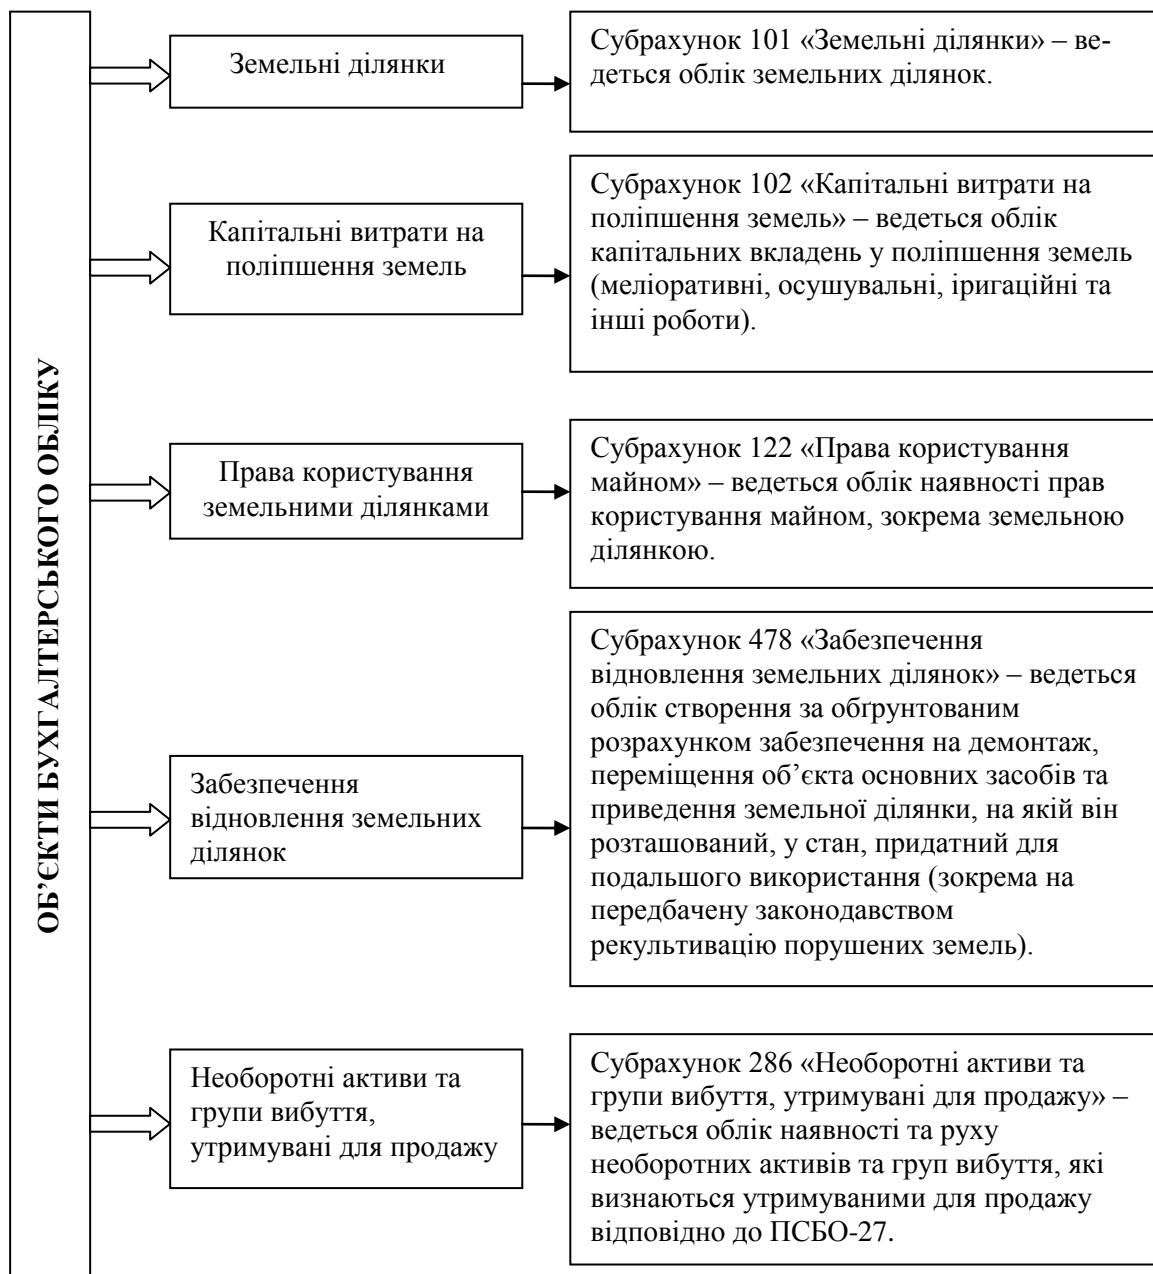 ОБ’ЄКТИ БУХГАЛТЕРСЬКОГО ОБЛІКУ
Земельні ділянки
Субрахунок 101 «Земельні ділянки» – ве-
деться облік земельних ділянок.
Капітальні витрати на
поліпшення земель
Субрахунок 102 «Капітальні витрати на
поліпшення земель» – ведеться облік
капітальних вкладень у поліпшення земель
(меліоративні, осушувальні, іригаційні та
інші роботи).
Права користування
земельними ділянками
Субрахунок 122 «Права користування
майном» – ведеться облік наявності прав
користування майном, зокрема земельною
ділянкою.
Забезпечення
відновлення земельних
ділянок
Субрахунок 478 «Забезпечення
відновлення земельних ділянок» – ведеться
облік створення за обґрунтованим
розрахунком забезпечення на демонтаж,
переміщення об’єкта основних засобів та
приведення земельної ділянки, на якій він
розташований, у стан, придатний для
подальшого використання (зокрема на
передбачену законодавством
рекультивацію порушених земель).
Необоротні активи та
групи вибуття,
утримувані для продажу
Субрахунок 286 «Необоротні активи та
групи вибуття, утримувані для продажу» –
ведеться облік наявності та руху
необоротних активів та груп вибуття, які
визнаються утримуваними для продажу
відповідно до ПСБО-27.